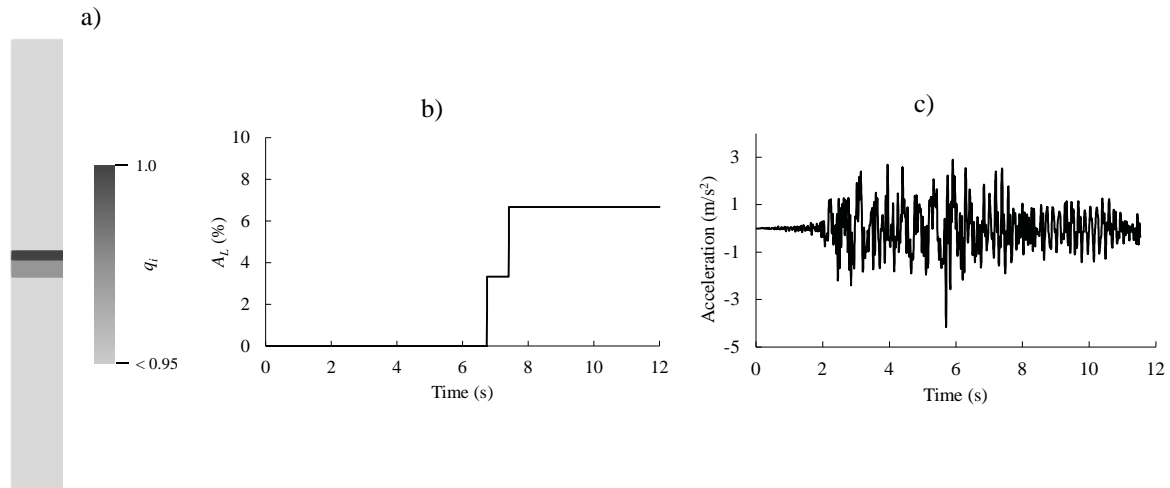 a)
1.0
q_i
< 0.95
b)
10
8
6
4
2
0
A_L (%)
0 2 4 6 8 10 12
Time (s)
c)
3
1
-1
-3
-5
Acceleration (m/s²)
0 2 4 6 8 10 12
Time (s)